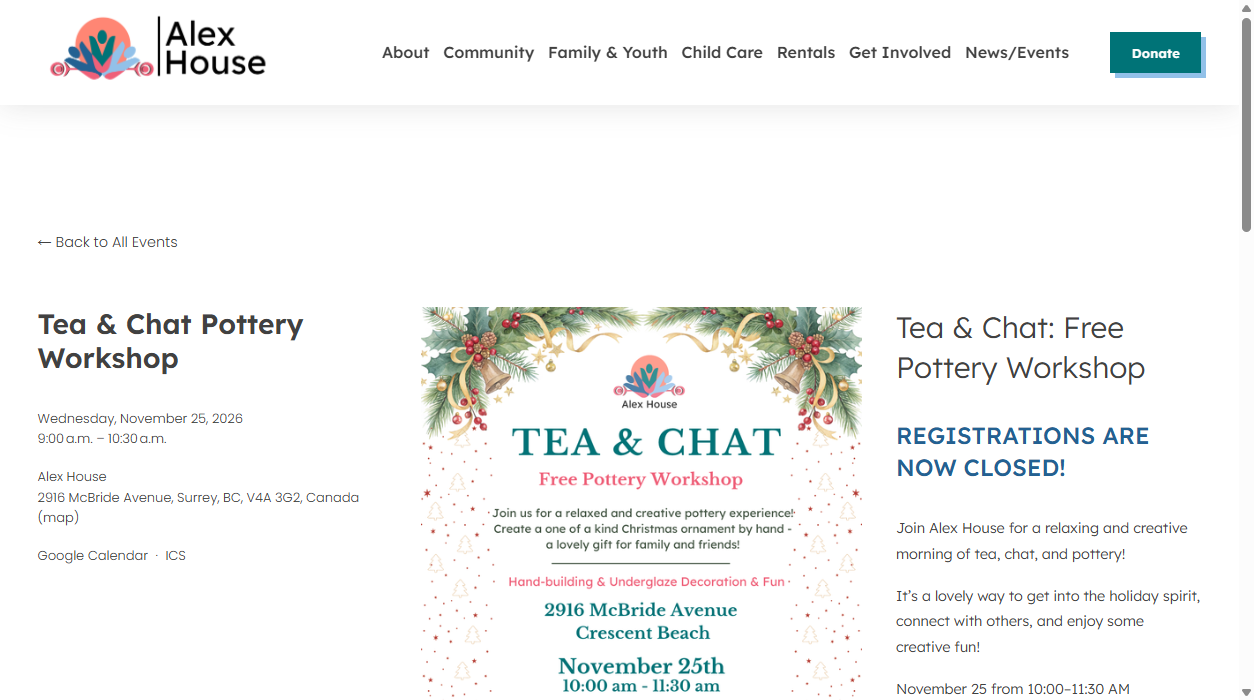 Alex
House
About Community Family & Youth Child Care Rentals Get Involved News/Events Donate
← Back to All Events
Tea & Chat Pottery
Workshop
Wednesday, November 25, 2026
9:00 a.m. – 10:30 a.m.
Alex House
2916 McBride Avenue, Surrey, BC, V4A 3G2, Canada
(map)
Google Calendar · ICS
Alex House
TEA & CHAT
Free Pottery Workshop
Join us for a relaxed and creative pottery experience!
Create a one of a kind Christmas ornament by hand -
a lovely gift for family and friends!
Hand-building & Underglaze Decoration & Fun
2916 McBride Avenue
Crescent Beach
November 25th
10:00 am - 11:30 am
Tea & Chat: Free
Pottery Workshop
REGISTRATIONS ARE
NOW CLOSED!
Join Alex House for a relaxing and creative
morning of tea, chat, and pottery!
It’s a lovely way to get into the holiday spirit,
connect with others, and enjoy some
creative fun!
November 25 from 10:00–11:30 AM